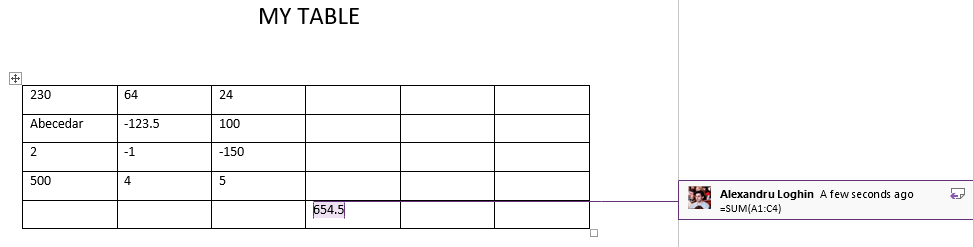 MY TABLE
230 64 24
Abecedar -123.5 100
2 -1 -150
500 4 5
654.5
Alexandru Loghin A few seconds ago
=SUM(A1:C4)